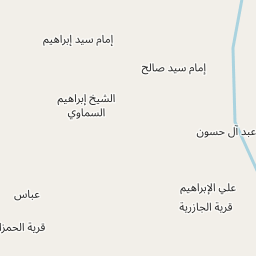 إمام سيد إبراهيم
إمام سيد صالح
الشيخ إبراهيم
السماوي
عبد آل حسون
علي الإبراهيم
عباس
قرية الجازرية
قرية الحمزا